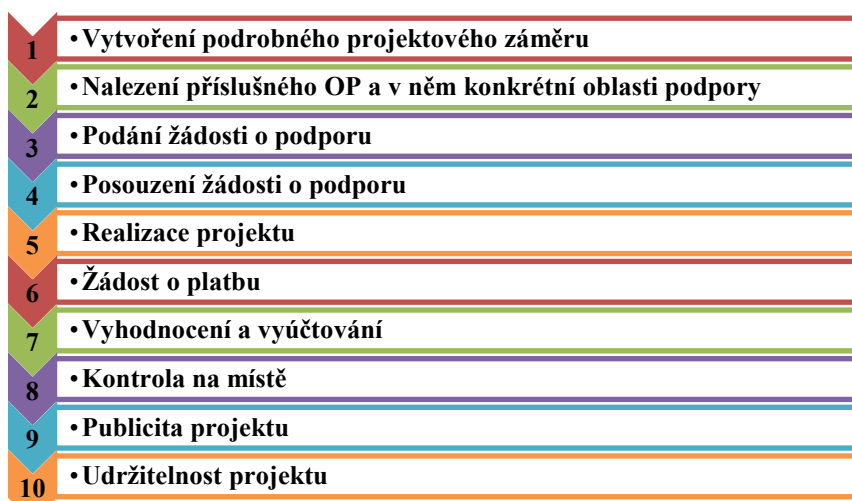 1 •Vytvoření podrobného projektového záměru
2 •Nalezení příslušného OP a v něm konkrétní oblasti podpory
3 •Podání žádosti o podporu
4 •Posouzení žádosti o podporu
5 •Realizace projektu
6 •Žádost o platbu
7 •Vyhodnocení a vyúčtování
8 •Kontrola na místě
9 •Publicita projektu
10 •Udržitelnost projektu